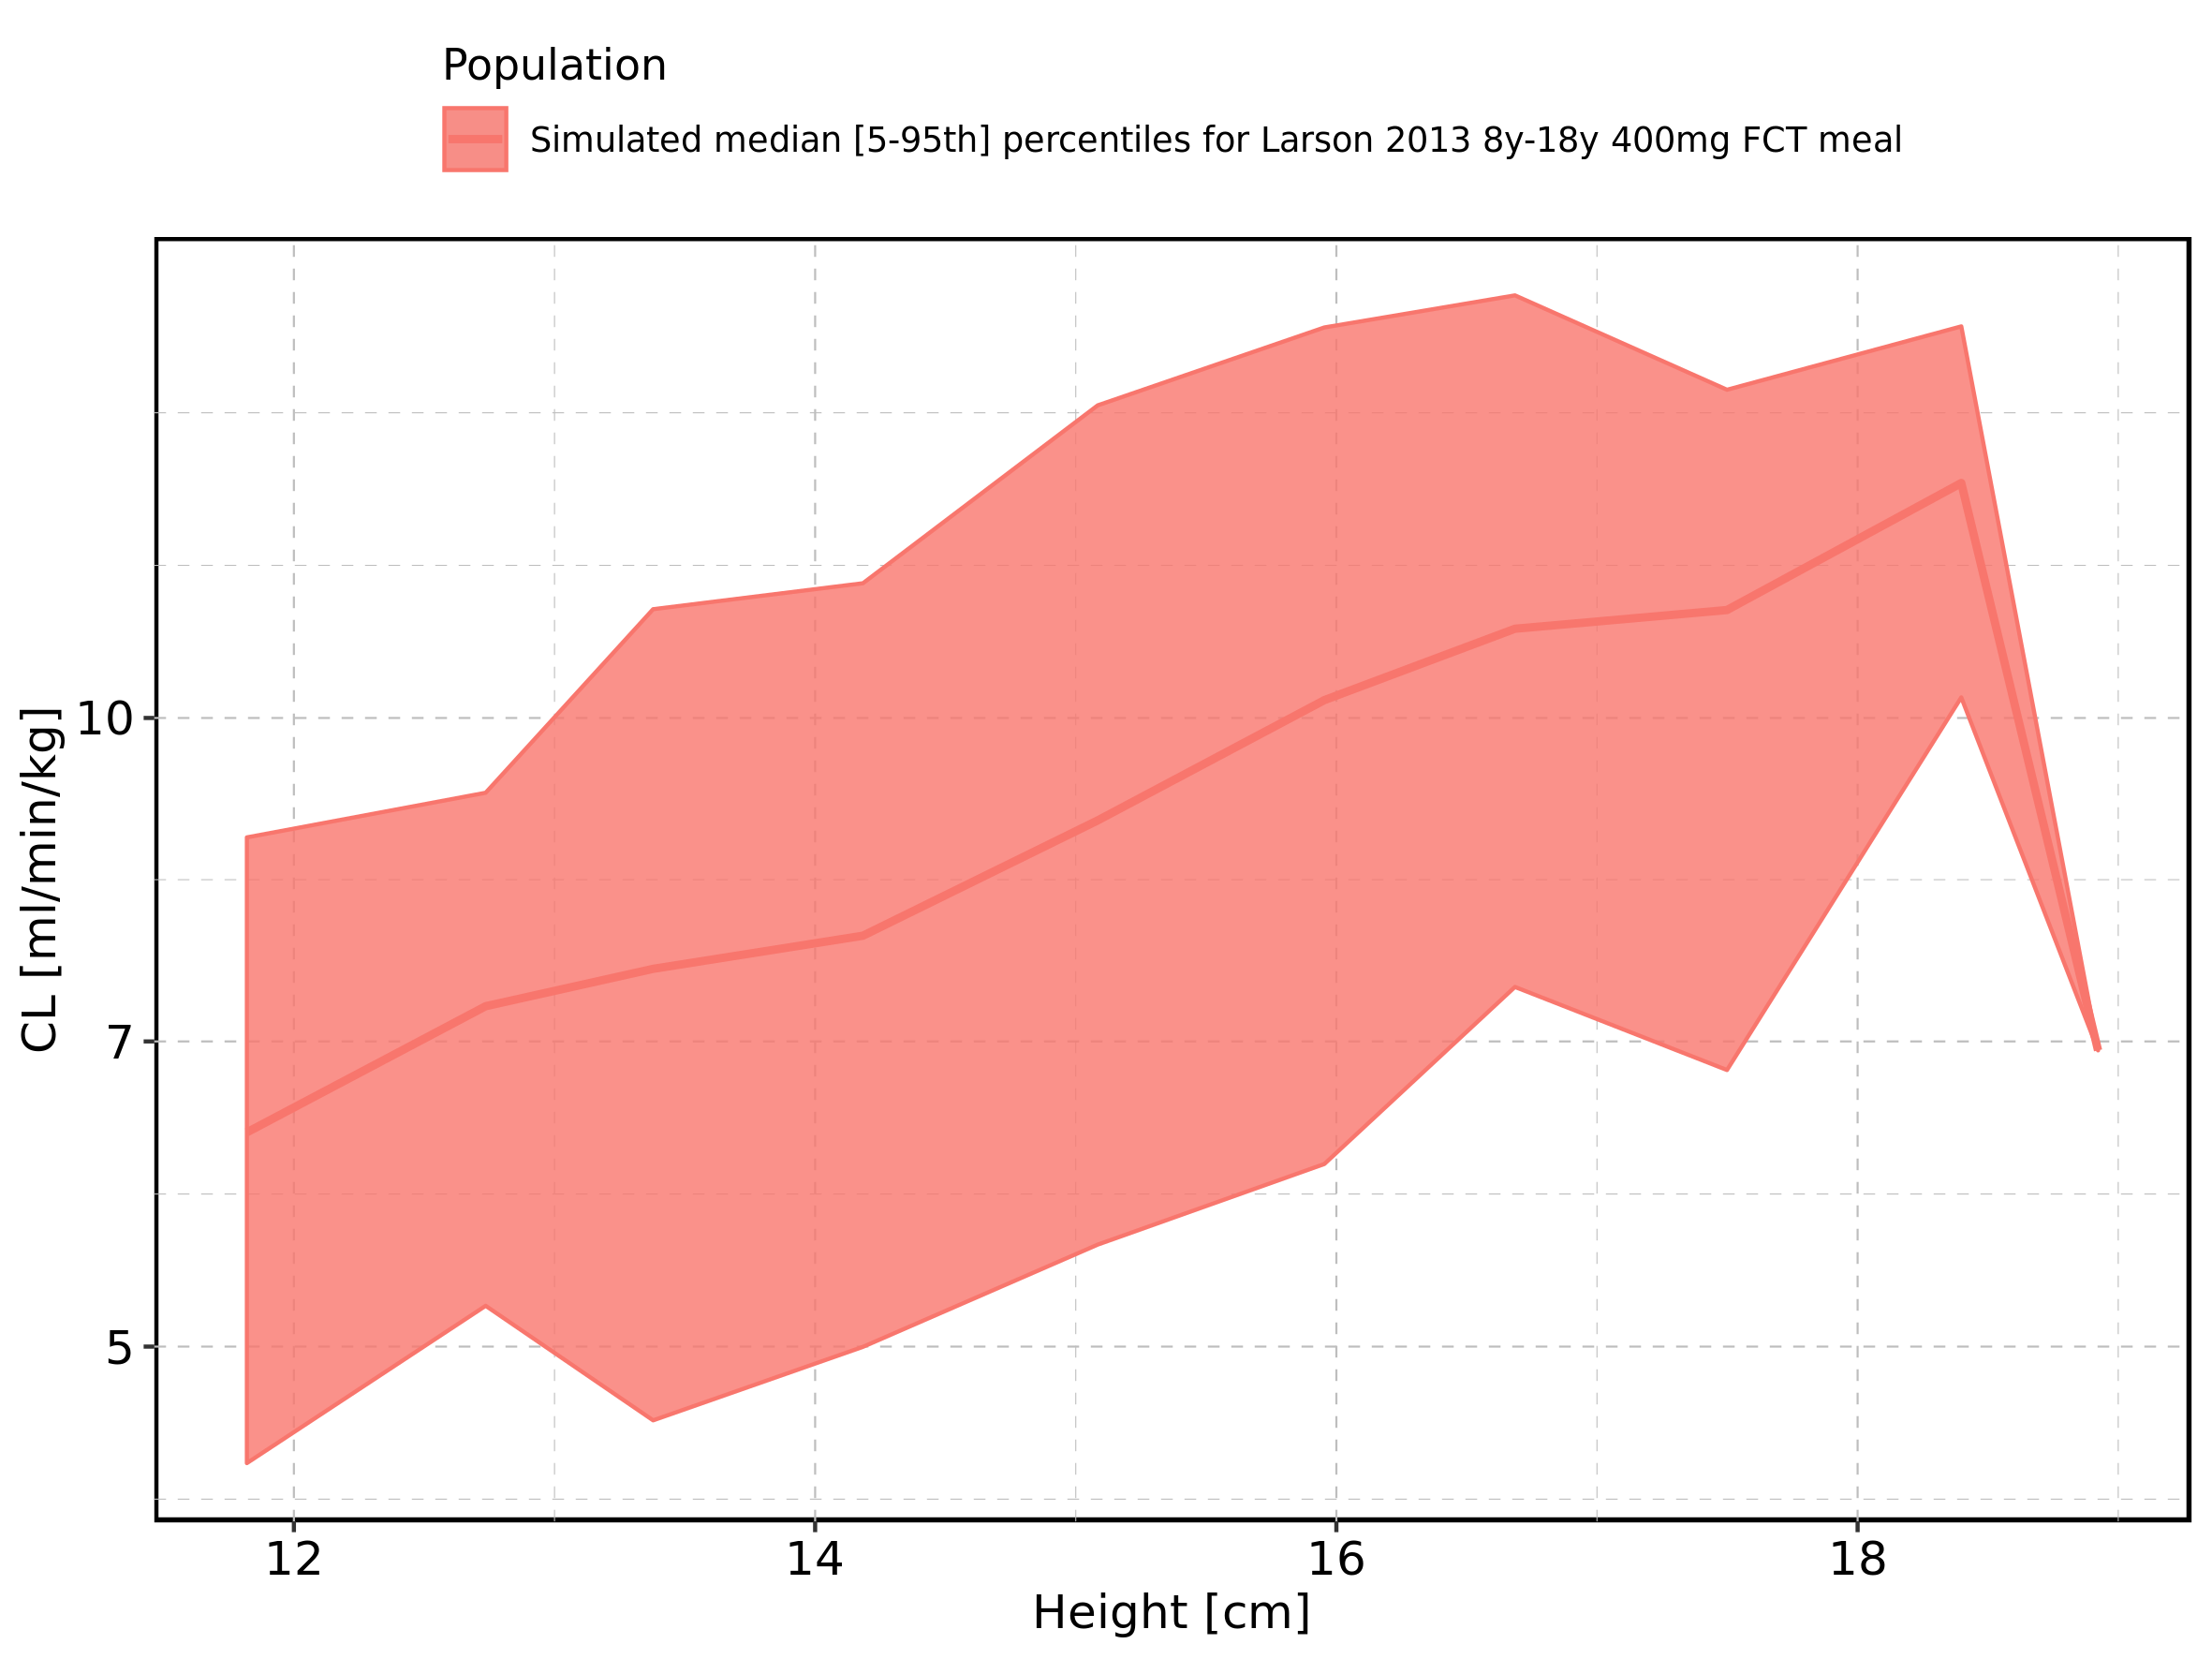 Population
Simulated median [5-95th] percentiles for Larson 2013 8y-18y 400mg FCT meal
CL [ml/min/kg]
10
7
5
12 14 16 18
Height [cm]